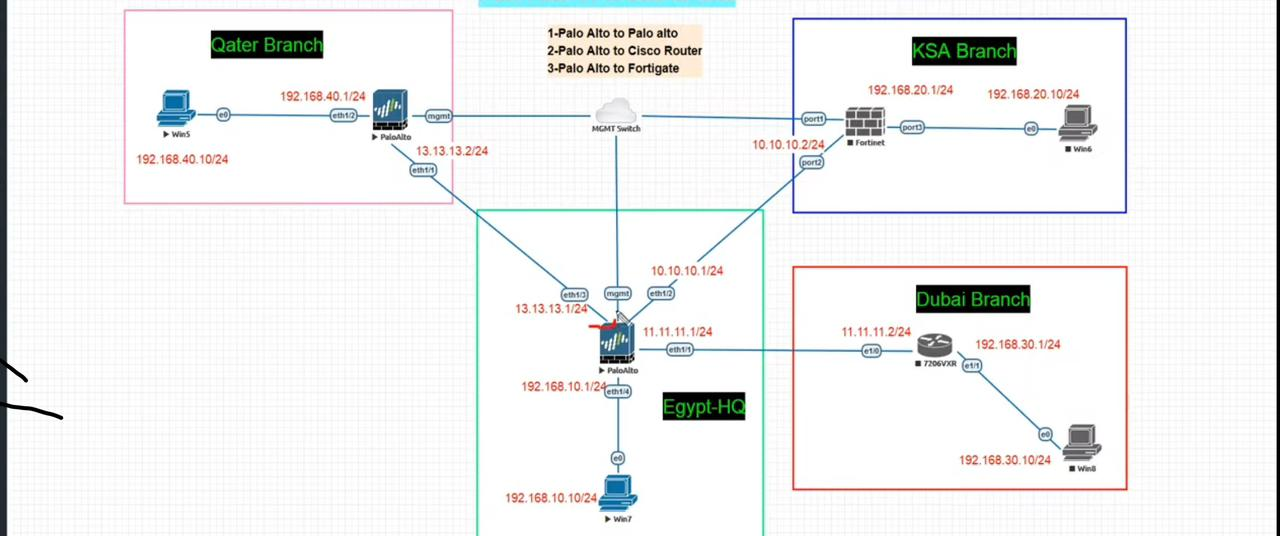 Qater Branch
1-Palo Alto to Palo alto
2-Palo Alto to Cisco Router
3-Palo Alto to Fortigate
KSA Branch
192.168.40.1/24
192.168.20.1/24
192.168.20.10/24
e0
eth1/2
mgmt
MGMT Switch
port1
port3
e0
Win5
PaloAlto
Fortinet
Win6
192.168.40.10/24
13.13.13.2/24
10.10.10.2/24
eth1/1
port2
10.10.10.1/24
eth1/3
mgmt
eth1/2
13.13.13.1/24
Dubai Branch
11.11.11.1/24
11.11.11.2/24
192.168.30.1/24
eth1/1
e1/0
PaloAlto
7206VXR
e1/1
192.168.10.1/24
eth1/4
Egypt-HQ
e0
e0
192.168.30.10/24
Win8
192.168.10.10/24
Win7